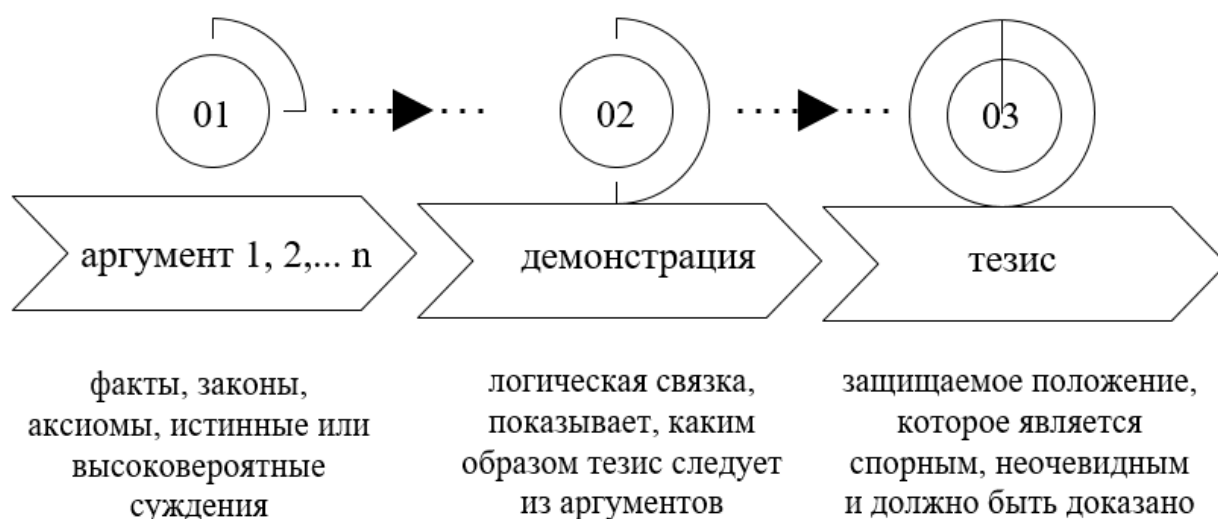 01
02
03
аргумент 1, 2,... n
демонстрация
тезис
факты, законы,
аксиомы, истинные или
высоковероятные
суждения
логическая связка,
показывает, каким
образом тезис следует
из аргументов
защищаемое положение,
которое является
спорным, неочевидным
и должно быть доказано